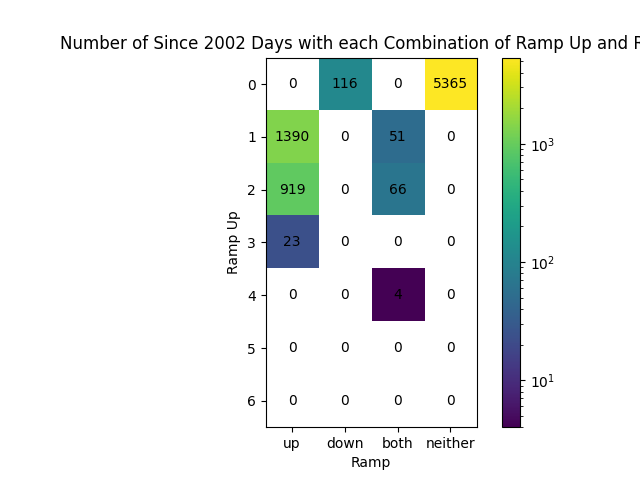 Number of Since 2002 Days with each Combination of Ramp Up and
0 0 116 0 5365
1 1390 0 51 0
2 919 0 66 0
3 23 0 0 0
4 0 0 4 0
5 0 0 0 0
6 0 0 0 0
up down both neither
Ramp
Ramp Up
10^3
10^2
10^1